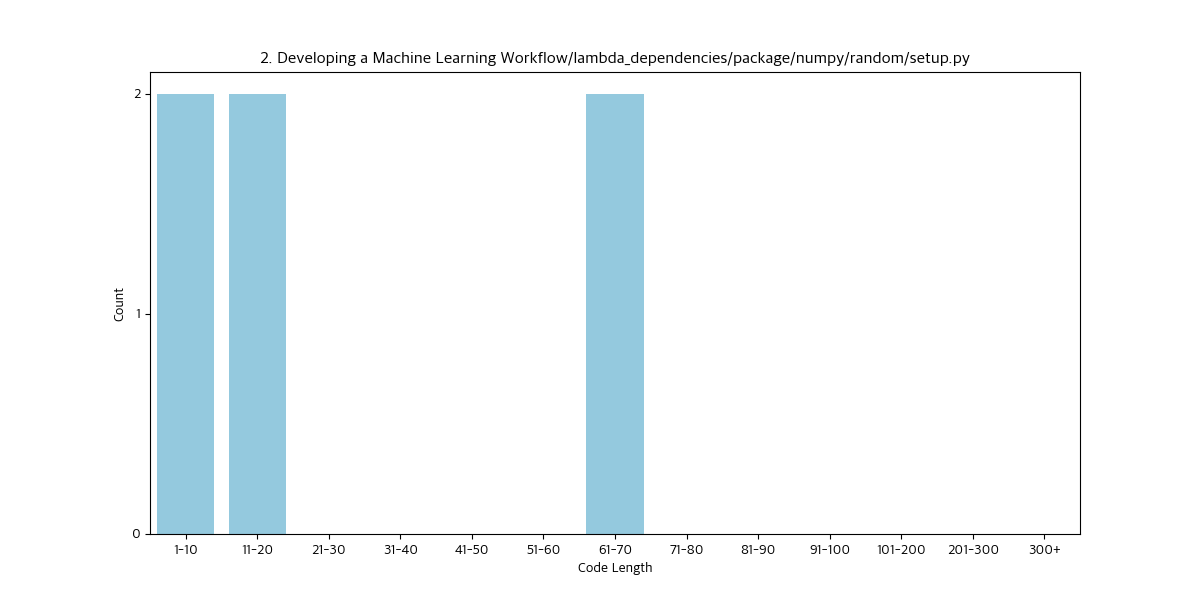 2. Developing a Machine Learning Workflow/lambda_dependencies/package/numpy/random/setup.py
2
1
0
Count
1-10 11-20 21-30 31-40 41-50 51-60 61-70 71-80 81-90 91-100 101-200 201-300 300+
Code Length